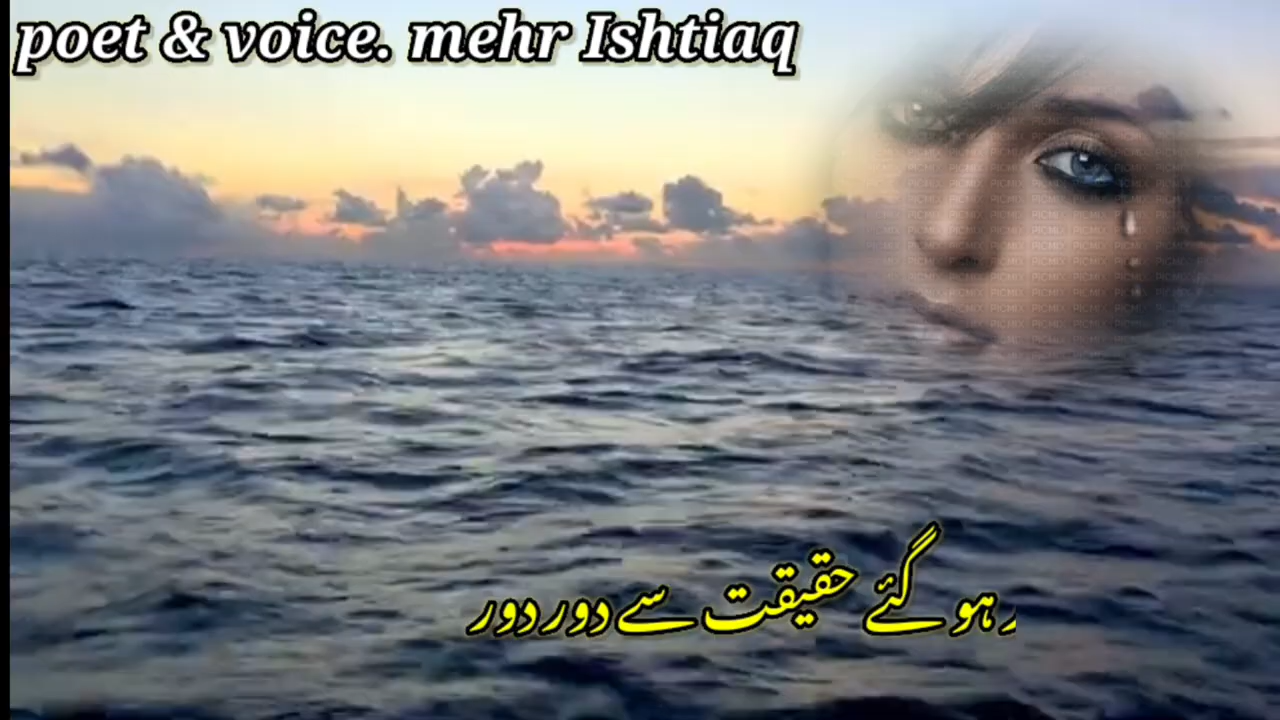 poet & voice. mehr Ishtiaq
ر ہو گئے حقیقت سے دور دور